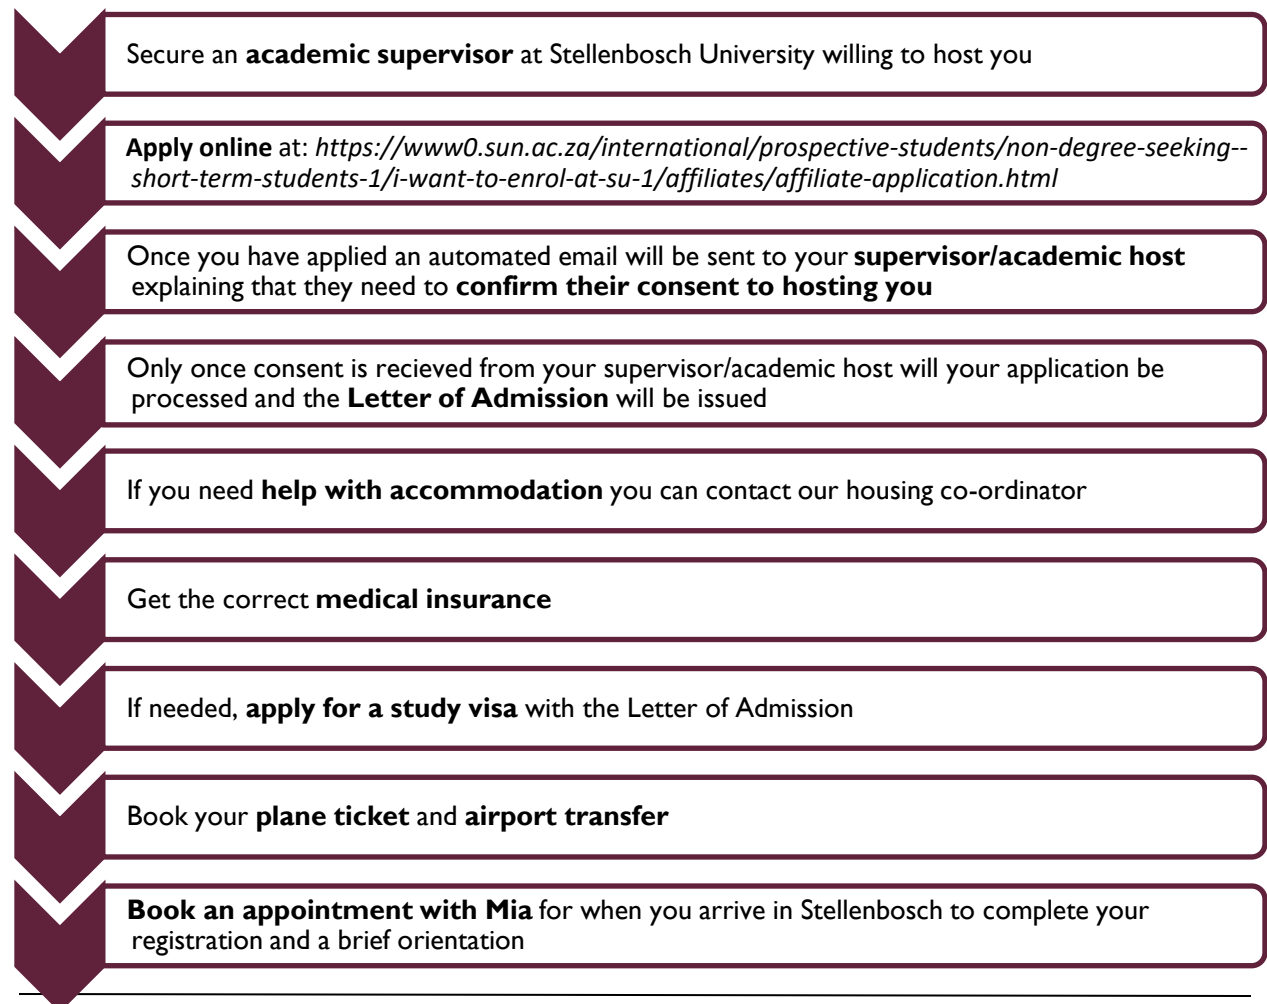 Secure an academic supervisor at Stellenbosch University willing to host you
Apply online at: https://www0.sun.ac.za/international/prospective-students/non-degree-seeking--
short-term-students-1/i-want-to-enrol-at-su-1/affiliates/affiliate-application.html
Once you have applied an automated email will be sent to your supervisor/academic host
explaining that they need to confirm their consent to hosting you
Only once consent is recieved from your supervisor/academic host will your application be
processed and the Letter of Admission will be issued
If you need help with accommodation you can contact our housing co-ordinator
Get the correct medical insurance
If needed, apply for a study visa with the Letter of Admission
Book your plane ticket and airport transfer
Book an appointment with Mia for when you arrive in Stellenbosch to complete your
registration and a brief orientation